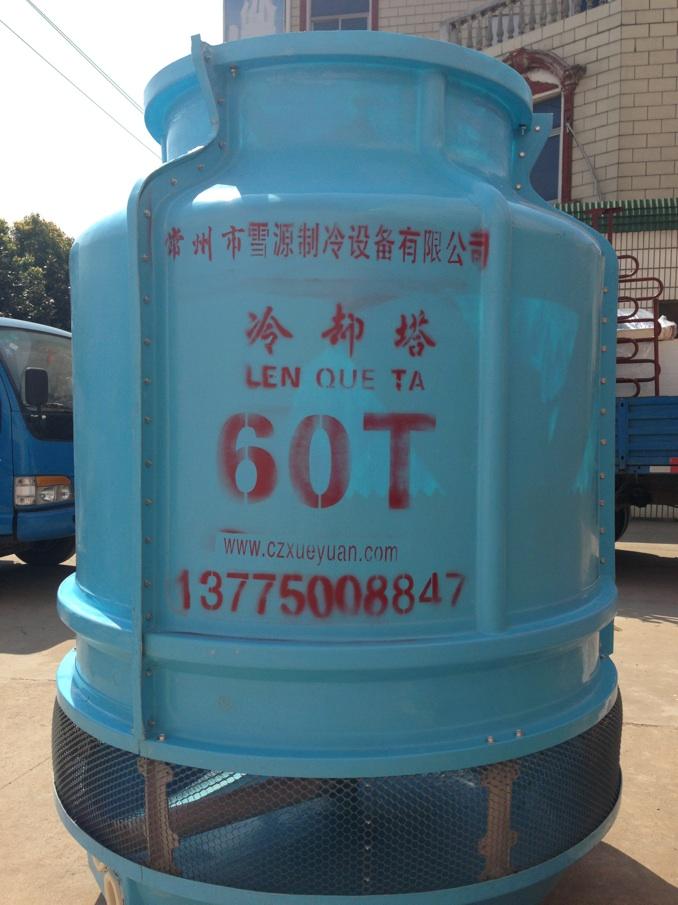 常州市雪源制冷设备有限公司
冷却塔
LEN QUE TA
60T
www.czxueyuan.com
13775008847